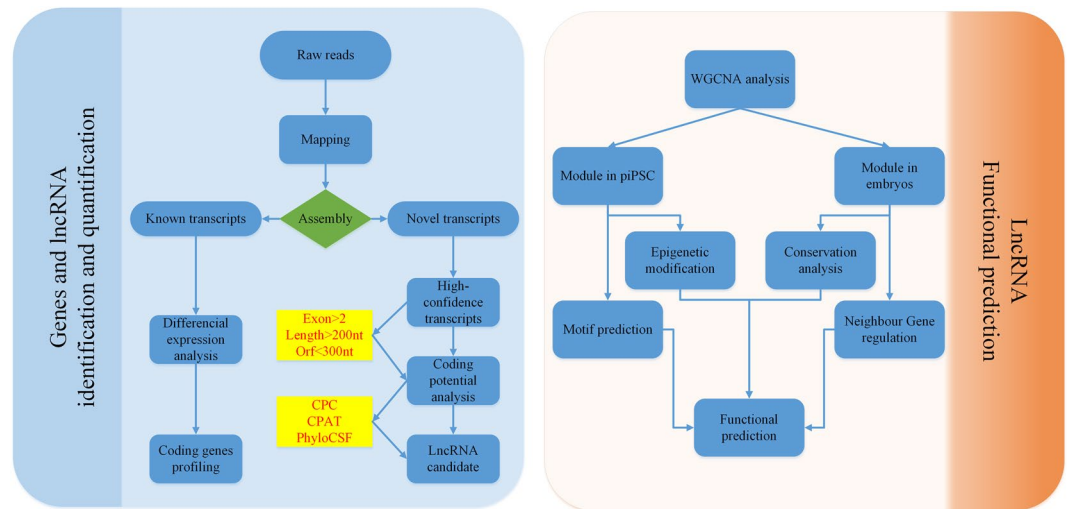 Genes and lncRNA
identification and quantification
Raw reads
Mapping
Assembly
Known transcripts
Novel transcripts
High-
confidence
transcripts
Exon>2
Length>200nt
Orf<300nt
Differencial
expression
analysis
Coding
potential
analysis
CPC
CPAT
PhyloCSF
Coding genes
profiling
LncRNA
candidate
WGCNA analysis
Module in piPSC
Module in
embryos
Epigenetic
modification
Conservation
analysis
Motif prediction
Neighbour Gene
regulation
Functional
prediction
LncRNA
Functional prediction